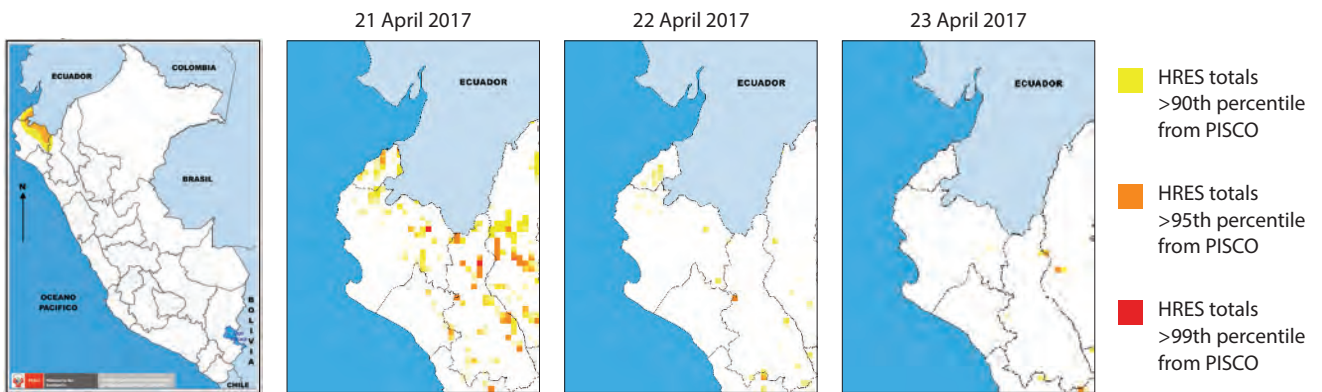 21 April 2017
22 April 2017
23 April 2017
ECUADOR
COLOMBIA
BRASIL
N
OCEANO
PACIFICO
BOLIVIA
CHILE
PERÚ
ECUADOR
ECUADOR
ECUADOR
HRES totals
>90th percentile
from PISCO
HRES totals
>95th percentile
from PISCO
HRES totals
>99th percentile
from PISCO